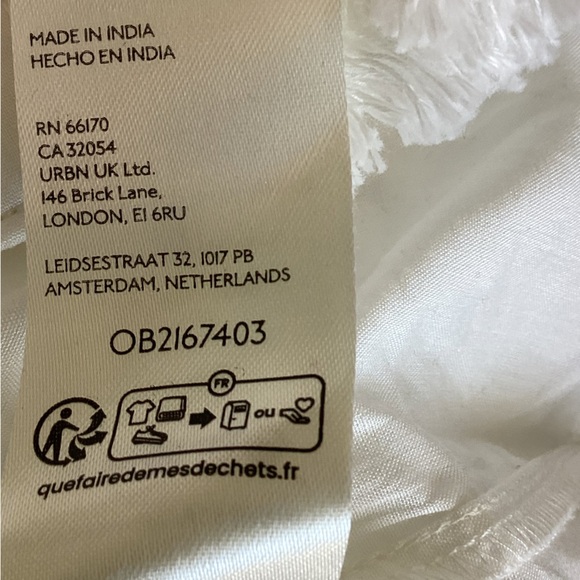 MADE IN INDIA
HECHO EN INDIA
RN 66170
CA 32054
URBN UK Ltd.
146 Brick Lane,
LONDON, E1 6RU
LEIDSESTRAAT 32, 1017 PB
AMSTERDAM, NETHERLANDS
OB2167403
FR
ou
quefairedemesdechets.fr